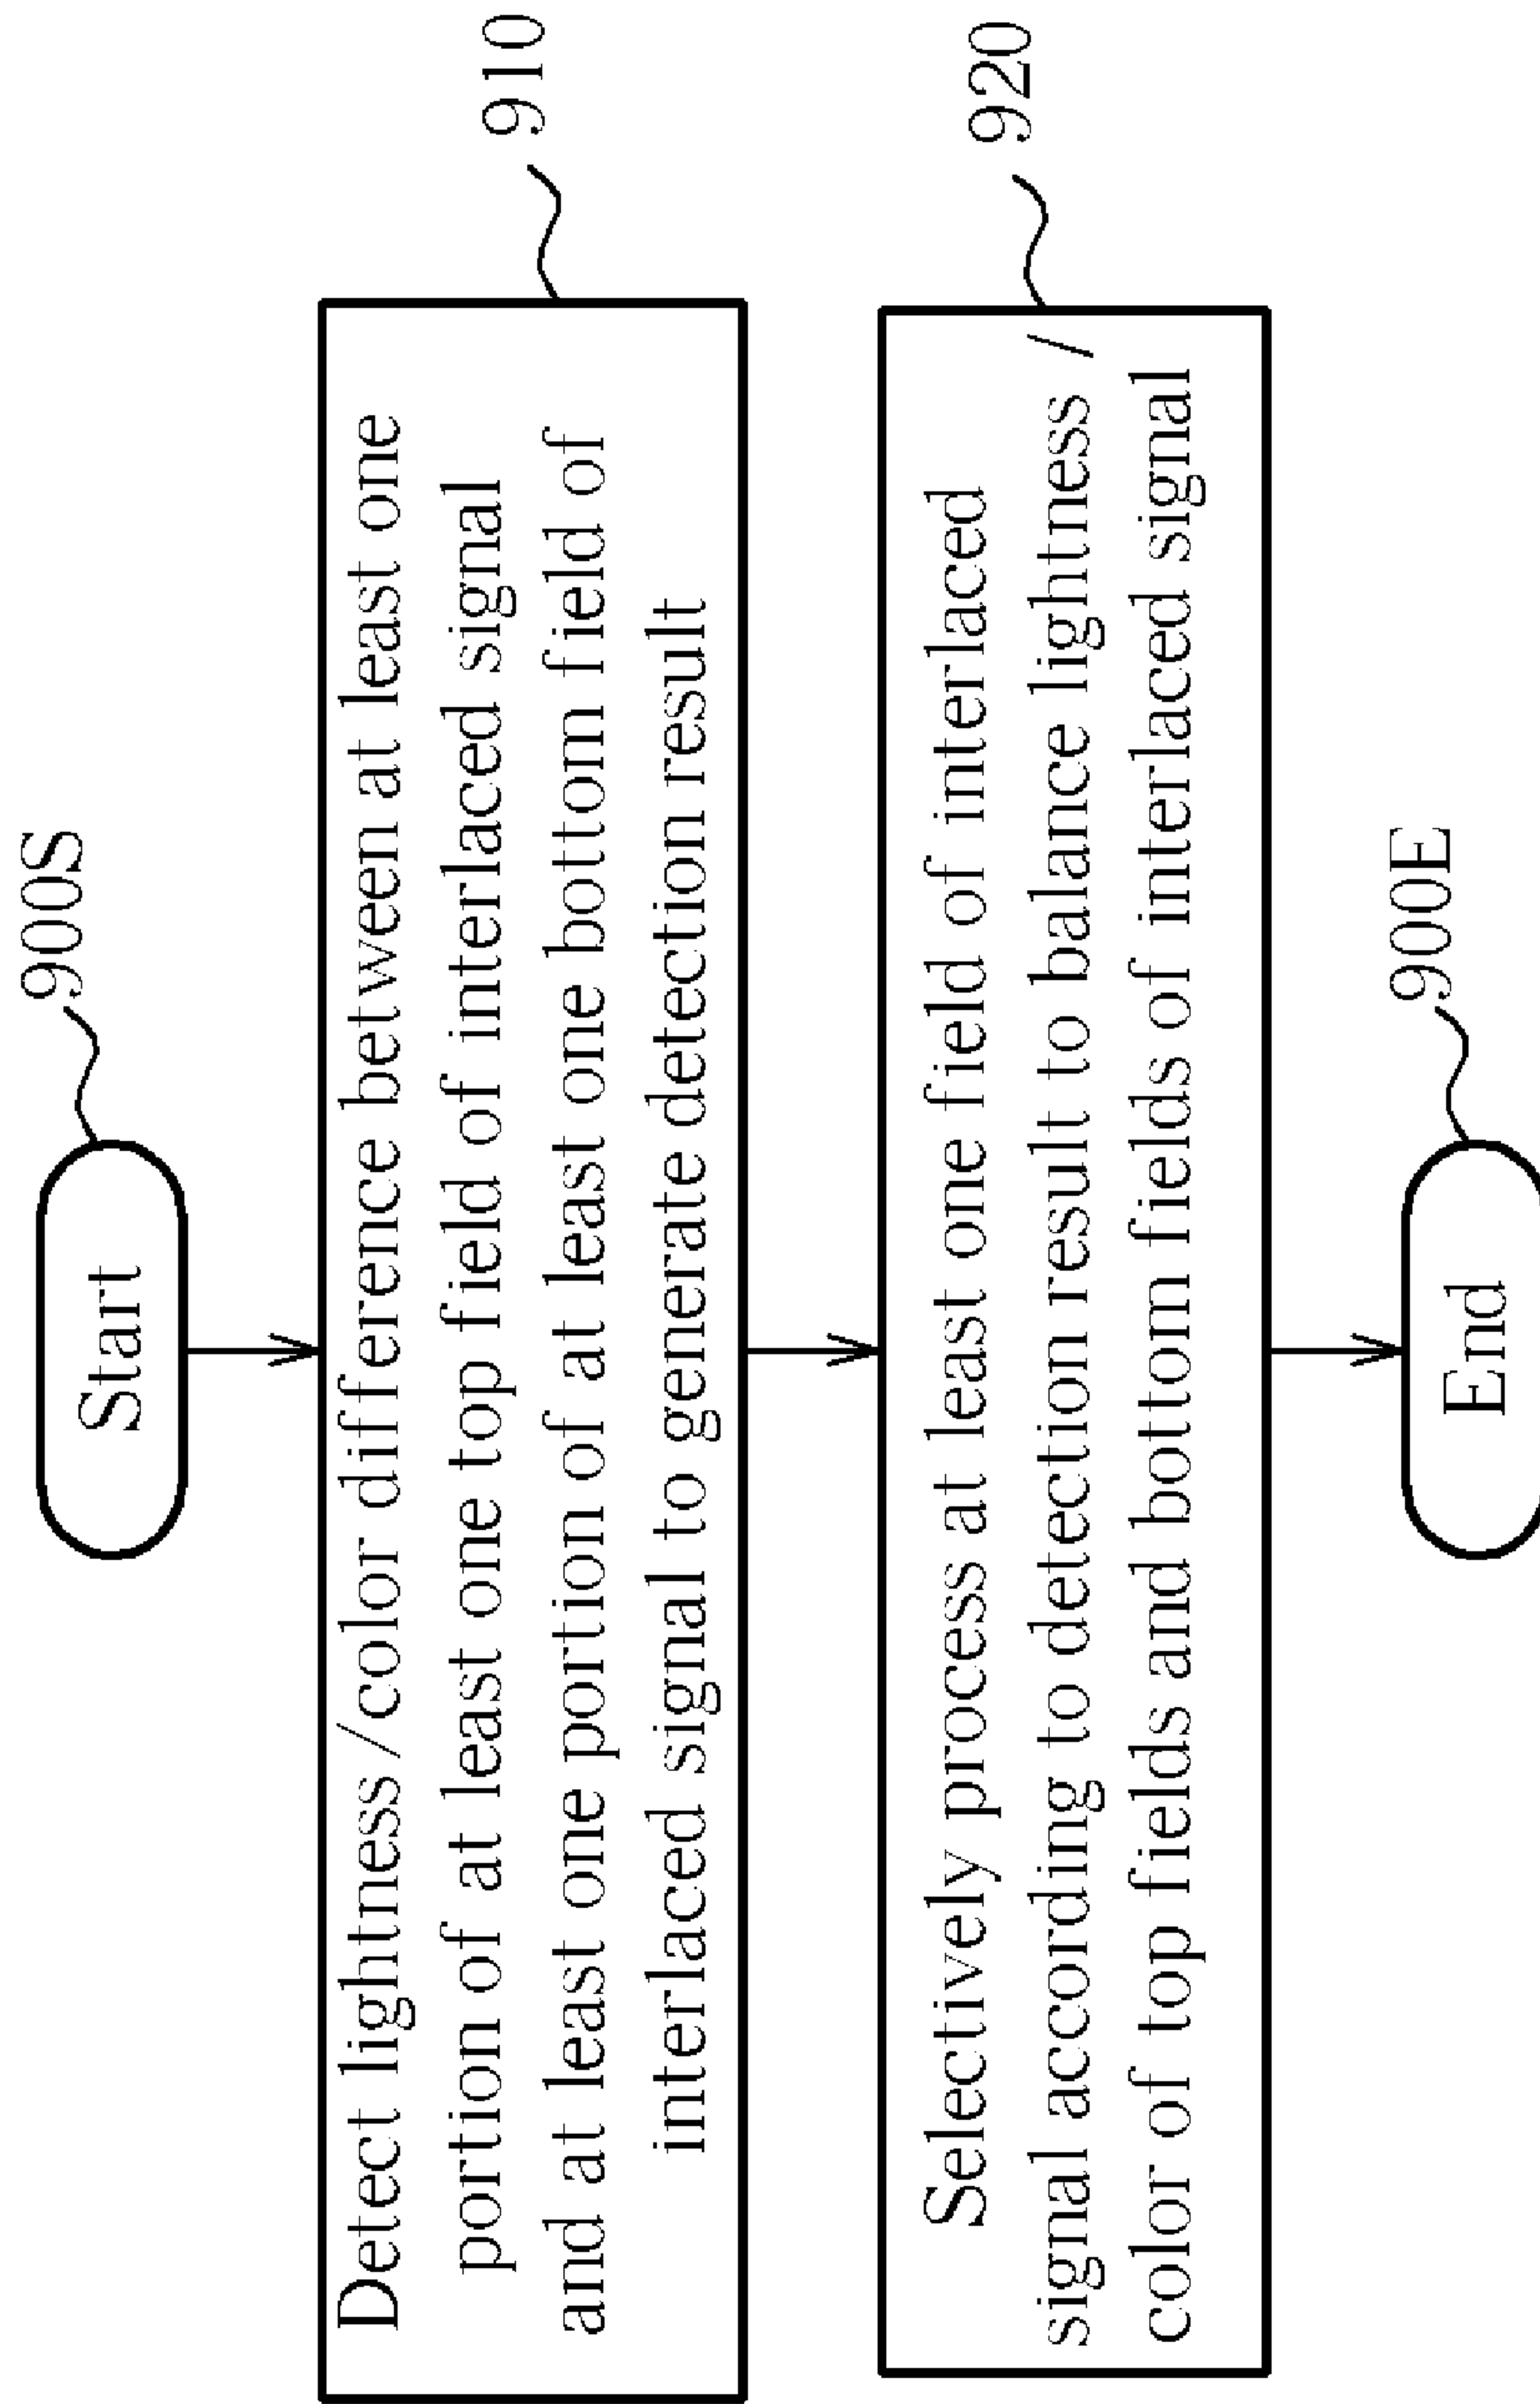 900S
Start
Detect lightness/color difference between at least one
portion of at least one top field of interlaced signal
and at least one portion of at least one bottom field of
interlaced signal to generate detection result
910
Selectively process at least one field of interlaced
signal according to detection result to balance lightness /
color of top fields and bottom fields of interlaced signal
920
900E
End